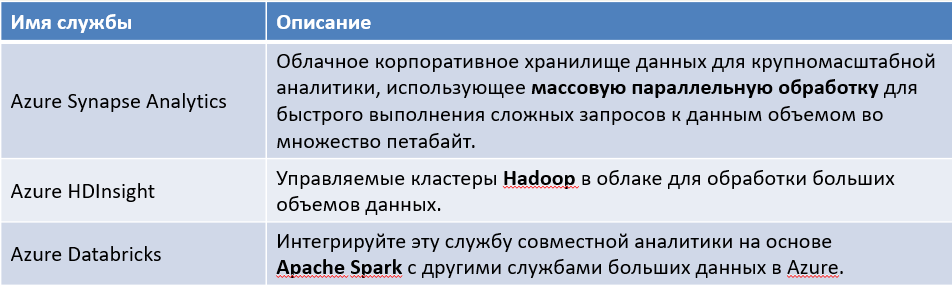 Имя службы
Описание
Azure Synapse Analytics
Облачное корпоративное хранилище данных для крупномасштабной
аналитики, использующее массовую параллельную обработку для
быстрого выполнения сложных запросов к данным объемом во
множество петабайт.
Azure HDInsight
Управляемые кластеры Hadoop в облаке для обработки больших
объемов данных.
Azure Databricks
Интегрируйте эту службу совместной аналитики на основе
Apache Spark с другими службами больших данных в Azure.